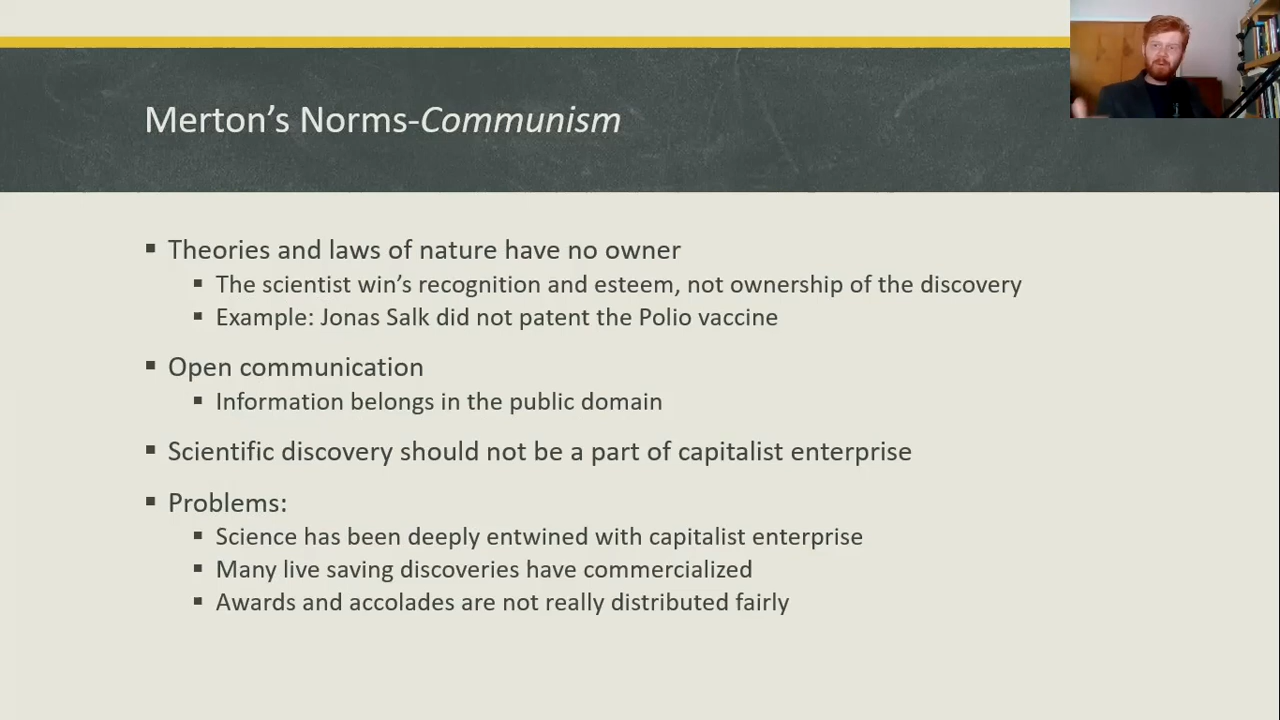 Merton’s Norms-Communism
Theories and laws of nature have no owner
The scientist win’s recognition and esteem, not ownership of the discovery
Example: Jonas Salk did not patent the Polio vaccine
Open communication
Information belongs in the public domain
Scientific discovery should not be a part of capitalist enterprise
Problems:
Science has been deeply entwined with capitalist enterprise
Many live saving discoveries have commercialized
Awards and accolades are not really distributed fairly